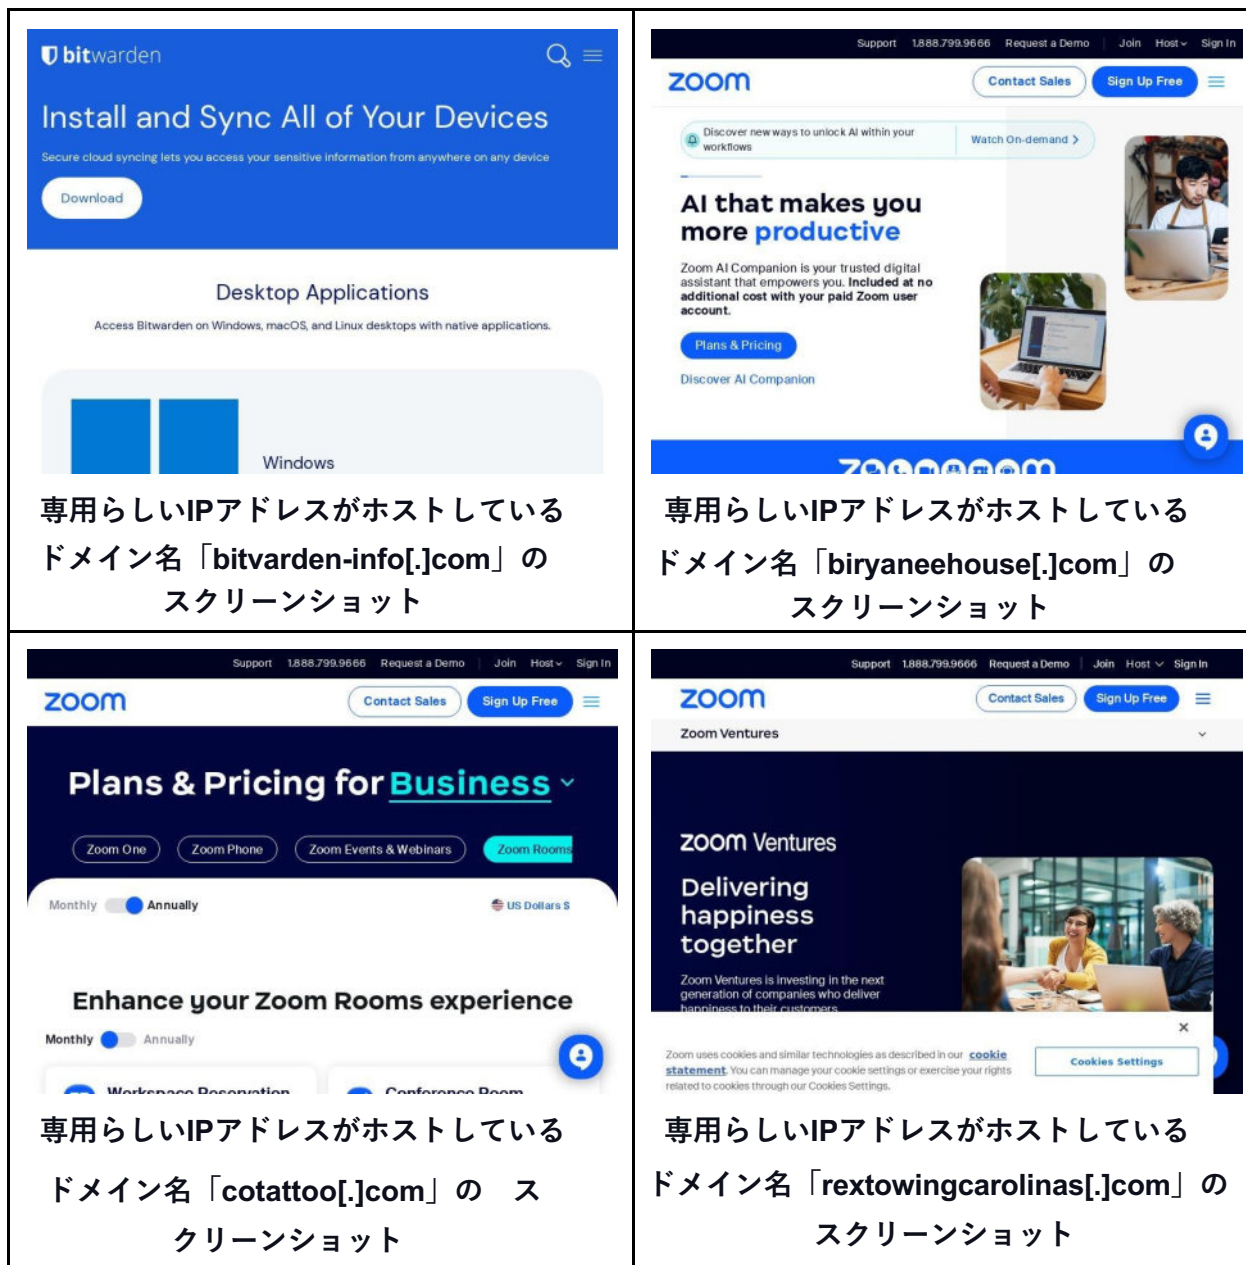 bitwarden
Install and Sync All of Your Devices
Secure cloud syncing lets you access your sensitive information from anywhere on any device
Download
Desktop Applications
Access Bitwarden on Windows, macOS, and Linux desktops with native applications.
Windows
専用らしいIPアドレスがホストしている
ドメイン名「bitvarden-info[.]com」の
スクリーンショット
Support 1.888.799.9666 Request a Demo Join Host Sign In
zoom
Contact Sales Sign Up Free
Discover new ways to unlock AI within your
workflows
Watch On-demand
AI that makes you
more productive
Zoom AI Companion is your trusted digital
assistant that empowers you. Included at no
additional cost with your paid Zoom user
account.
Plans & Pricing
Discover AI Companion
専用らしいIPアドレスがホストしている
ドメイン名「biryaneehouse[.]com」の
スクリーンショット
Support 1.888.799.9666 Request a Demo Join Host Sign In
zoom
Contact Sales Sign Up Free
Plans & Pricing for Business
Zoom One Zoom Phone Zoom Events & Webinars Zoom Rooms
Monthly Annually US Dollars $
Enhance your Zoom Rooms experience
Monthly Annually
Workspace Reservation Conference Room
専用らしいIPアドレスがホストしている
ドメイン名「cotattoo[.]com」の ス
クリーンショット
Support 1.888.799.9666 Request a Demo Join Host Sign In
zoom
Contact Sales Sign Up Free
Zoom Ventures
zoom Ventures
Delivering
happiness
together
Zoom Ventures is investing in the next
generation of companies who deliver
happiness to their customers
Zoom uses cookies and similar technologies as described in our cookie
statement. You can manage your cookie settings or exercise your rights
related to cookies through our Cookies Settings.
Cookies Settings
専用らしいIPアドレスがホストしている
ドメイン名「rextowingcarolinas[.]com」の
スクリーンショット